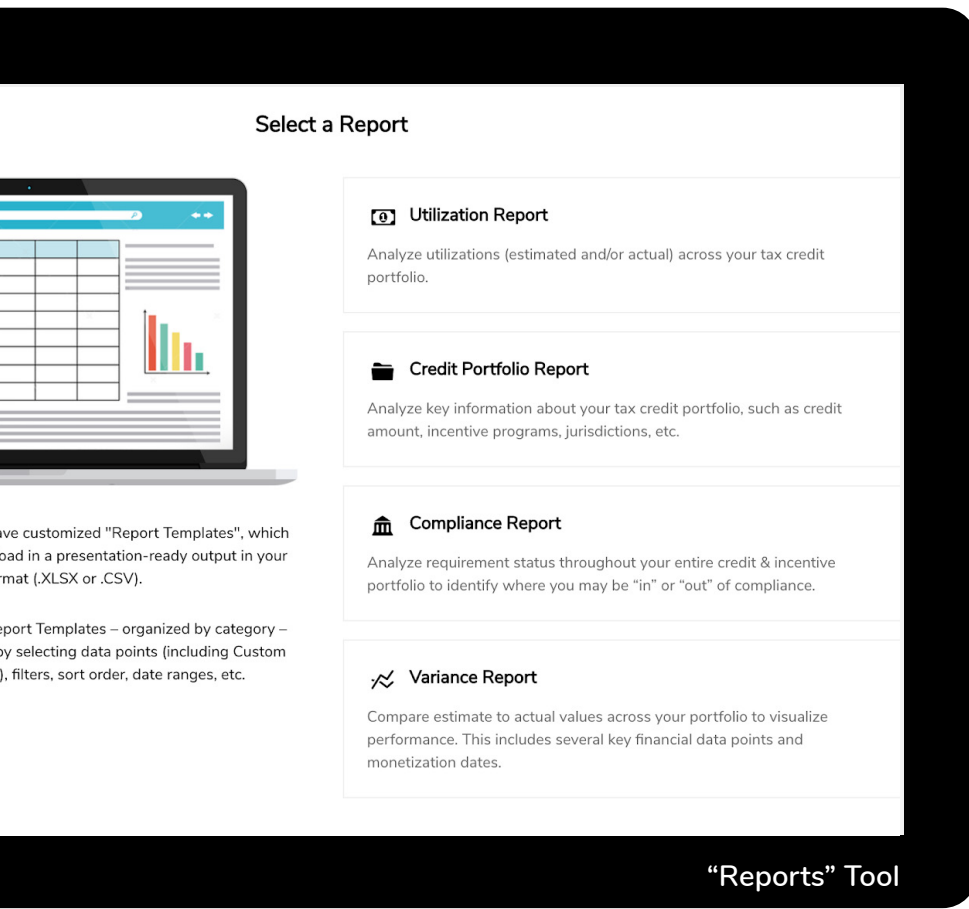 Select a Report
Utilization Report
Analyze utilizations (estimated and/or actual) across your tax credit
portfolio.
Credit Portfolio Report
Analyze key information about your tax credit portfolio, such as credit
amount, incentive programs, jurisdictions, etc.
Compliance Report
Analyze requirement status throughout your entire credit & incentive
portfolio to identify where you may be “in” or “out” of compliance.
Variance Report
Compare estimate to actual values across your portfolio to visualize
performance. This includes several key financial data points and
monetization dates.
customized "Report Templates", which
in a presentation-ready output in your
(.XLSX or .CSV).
Templates – organized by category –
by selecting data points (including Custom
), filters, sort order, date ranges, etc.
“Reports” Tool